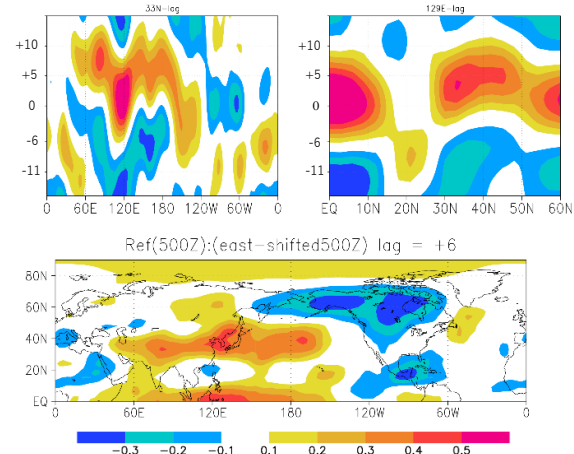 33N-lag
129E-lag
+10
+5
0
-6
-11
0 60E 120E 180 120W 60W 0
+10
+5
0
-6
-11
EQ 10N 20N 30N 40N 50N 60N
Ref(500Z):(east-shifted500Z) lag = +6
80N
60N
40N
20N
EQ
0 60E 120E 180 120W 60W 0
-0.3 -0.2 -0.1 0.1 0.2 0.3 0.4 0.5